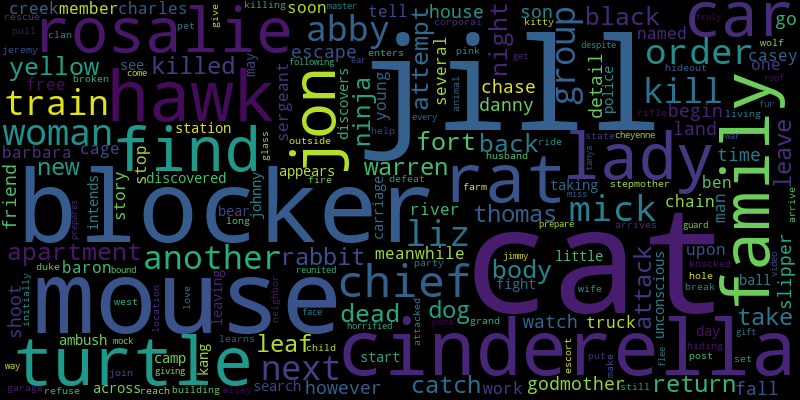 creek member charles soon abby tell house son black car go
rosalie escape attempt group night named casey
yellow free killed may give hawk jill order one
train station sergeant discovers young several chase detail kill
woman find jon ninja danny police begin land
barbara cage stop glass outside fire help fort back lady family leave
new story appears warren rat state cheyenne time
friend discovered johnny blocker carriage river thomas taking stepmother ben man
intends bear long liz mick chain arrive
apartment another rabbit meanwhile cat upon slipper
baron bound chief body little unconscious ball
shoot duke mouse dead dog fight attack hole break gift
initially west location love leaving horrified face party grand watch truck wife day take
ambush mock learns leaf child attacked york cinderella hiding post set
turtle camp kang next start catch godmother return fall
way giving search however work still flee
garage refuse across reach building alley
rescue pull clan broken come pet killing master corporal kitty following despite
jeremy see ear enters pink get animal every wolf hideout fur roof living truly video
husband ride rifle war tanya miss farm defeat prepare arrives guard jimmy knocked
reunited neighbor prepares join escort put make